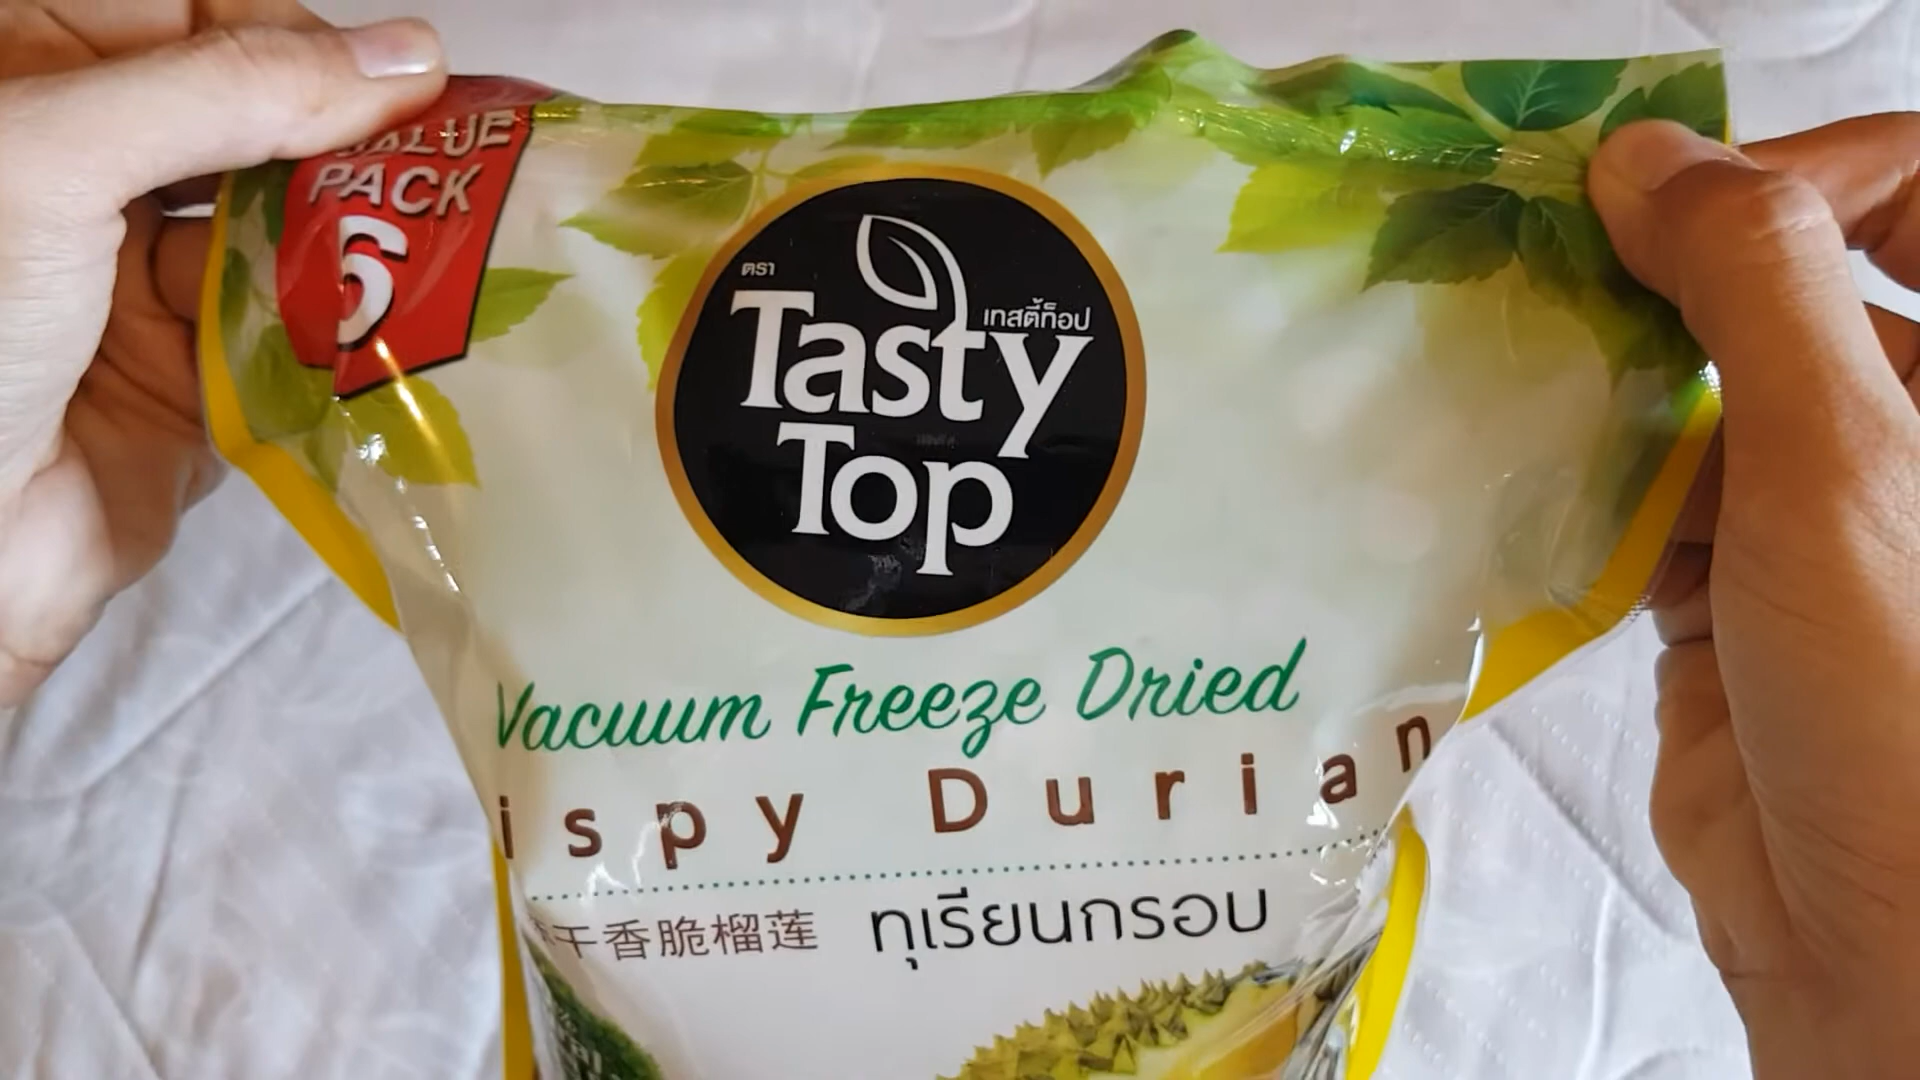 VALUE
PACK
6
ตรา
เทสตี้ท็อป
Tasty
Top
Vacuum Freeze Dried
ispy Durian
干香脆榴莲 ทุเรียนกรอบ